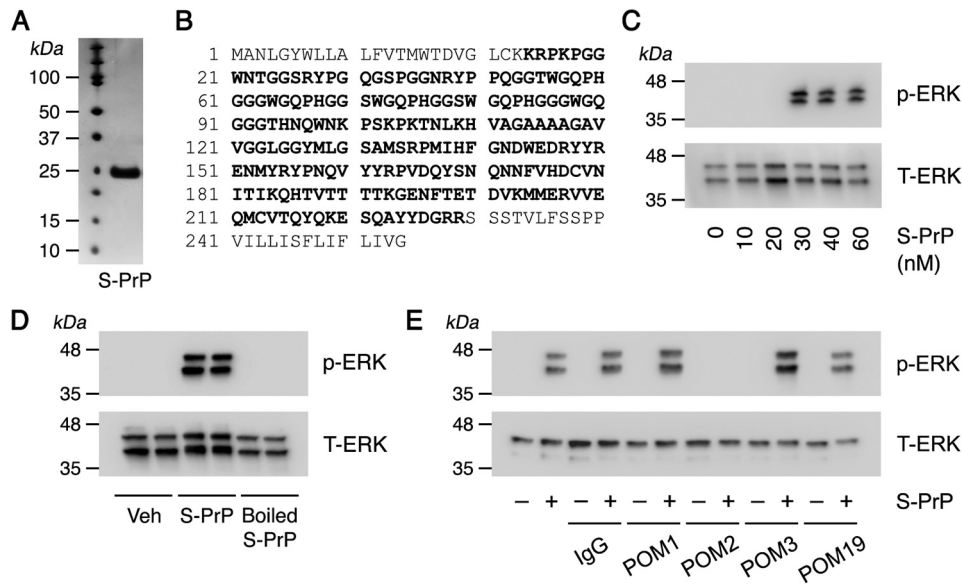 A
kDa
100
50
37
25
15
10
S-PrP
B
1 MANLGYWLLA LFVTMWTDVG LCKKRPKPGG
21 WNTGGSRYPG QGSPGGNRYP PQGGTWGQPH
61 GGGWGQPHGG SWGQPHGGSW GQPHGGGWGQ
91 GGGTHNQWNK PSKPKTNLKH VAGAAAAGAV
121 VGGLGGYMLG SAMSRPMIHF GNDWEDRYYR
151 ENMYRYPNQV YYRPVDQYSN QNNFVHDCVN
181 ITIKQHTVTT TTKGENFTET DVKMMERVVE
211 QMCVTQYQKE SQAYYDGRRS SSTVLFSSPP
241 VILLISFLIF LIVG
C
kDa
48
35
p-ERK
48
35
T-ERK
0 10 20 30 40 60
S-PrP
(nM)
D
kDa
48
35
p-ERK
48
35
T-ERK
Veh S-PrP Boiled
S-PrP
E
kDa
48
35
p-ERK
48
35
T-ERK
− + − + − + − + − + − + S-PrP
IgG POM1 POM2 POM3 POM19